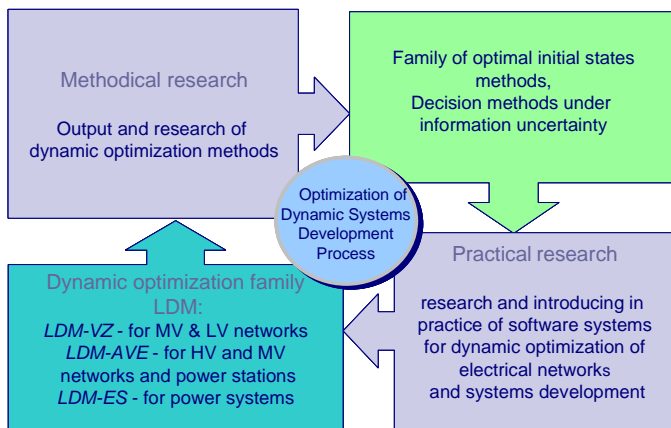 Methodical research
Output and research of
dynamic optimization methods
Family of optimal initial states
methods,
Decision methods under
information uncertainty
Optimization of
Dynamic Systems
Development
Process
Dynamic optimization family
LDM:
LDM-VZ - for MV & LV networks
LDM-AVE - for HV and MV
networks and power stations
LDM-ES - for power systems
Practical research
research and introducing in
practice of software systems
for dynamic optimization of
electrical networks
and systems development